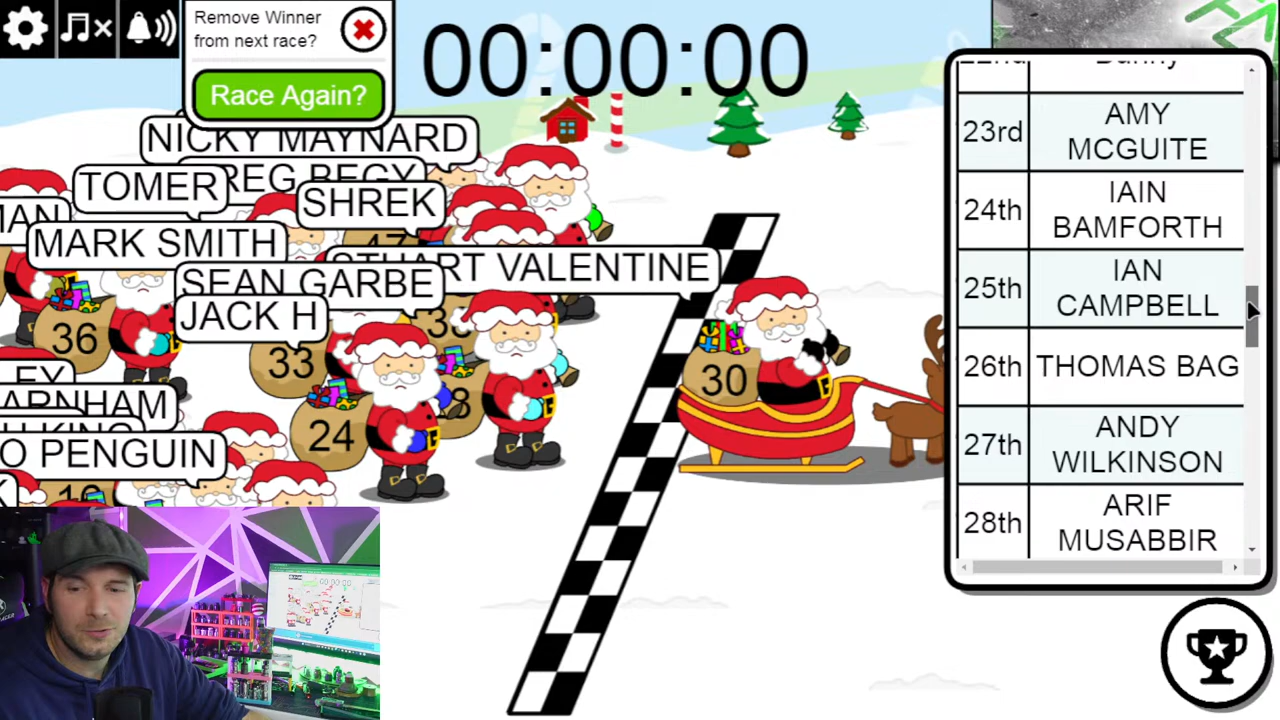 Remove Winner
from next race?
Race Again?
00:00:00
NICKY MAYNARD
TOMER
SHREK
MARK SMITH
STUART VALENTINE
SEAN GARBE
JACK H
36
33
24
30
ARNHAM
O PENGUIN
23rd AMY
MCGUITE
24th IAIN
BAMFORTH
25th IAN
CAMPBELL
26th THOMAS BAG
27th ANDY
WILKINSON
28th ARIF
MUSABBIR